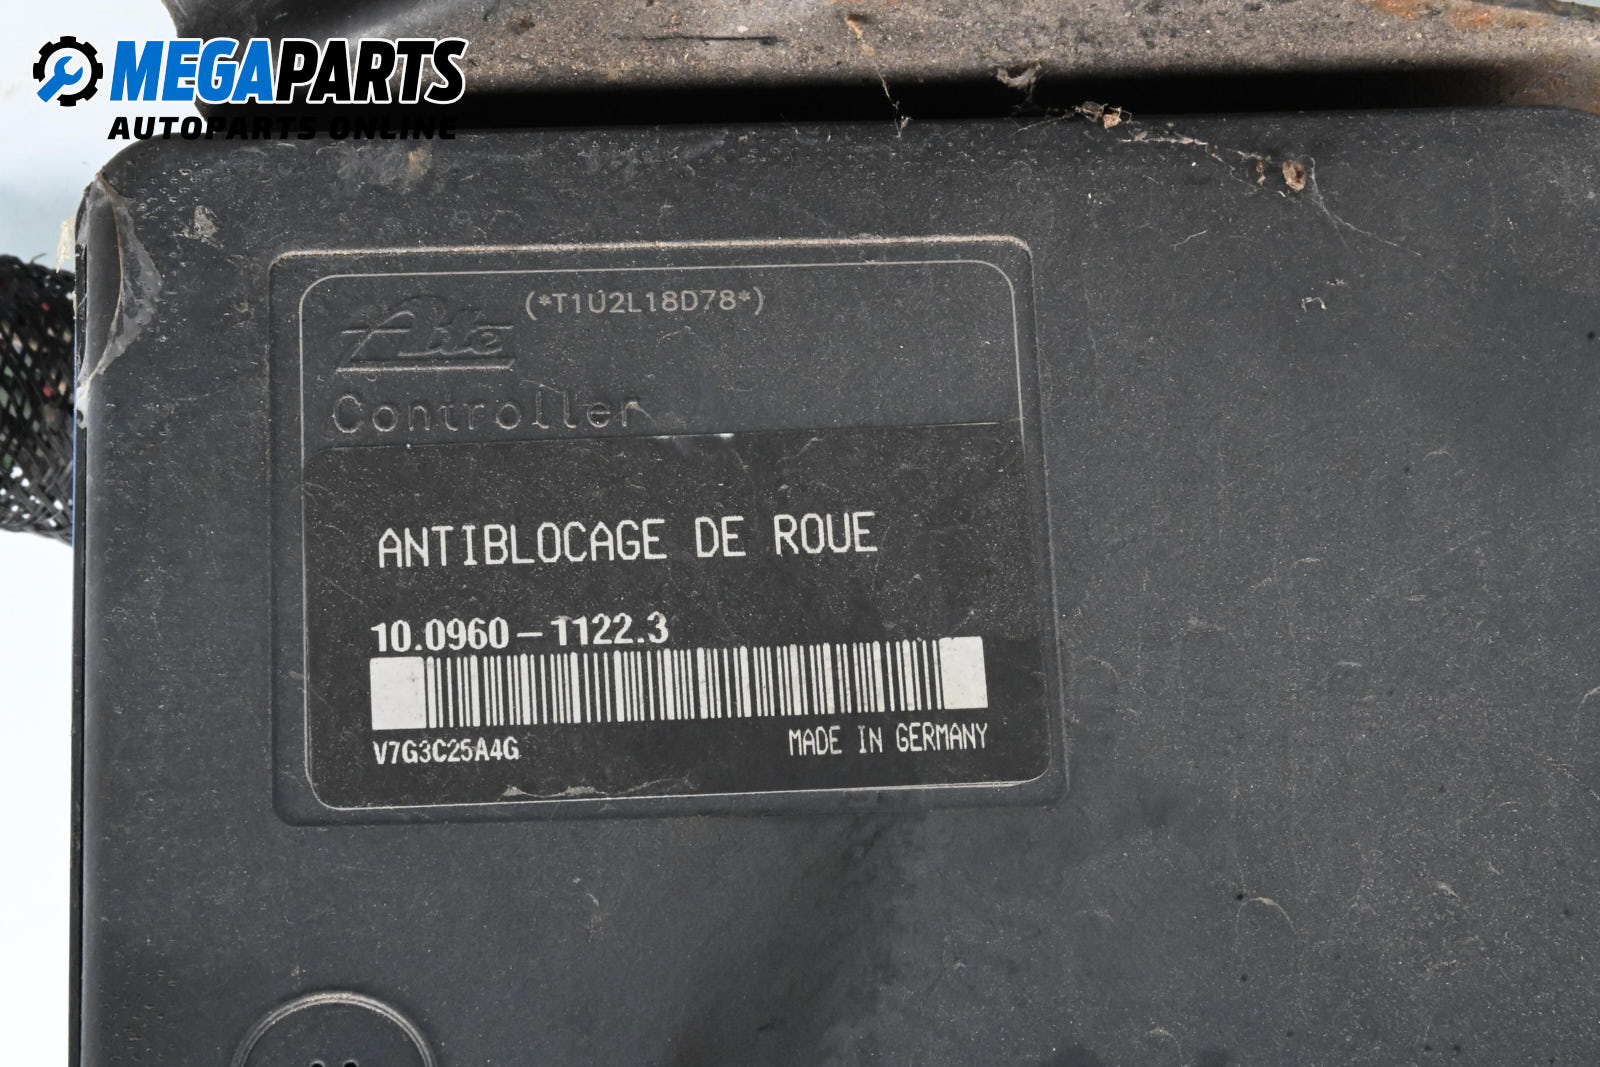 MEGAPARTS
AUTOPARTS ONLINE
(*T1U2L18D78*)
Ate
Controller
ANTIBLOCAGE DE ROUE
10.0960-1122.3
V7G3C25A4G
MADE IN GERMANY